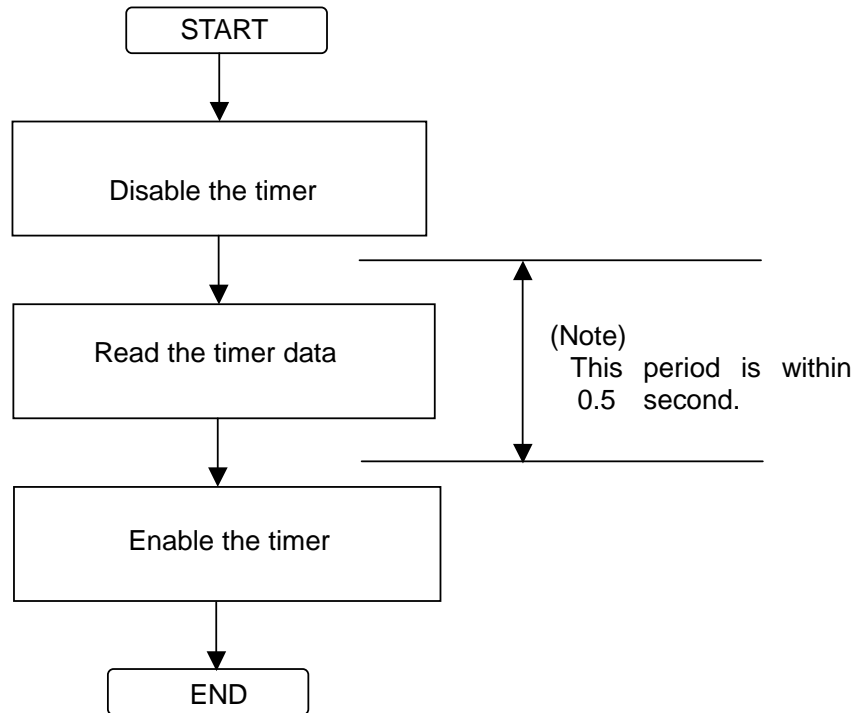 START
Disable the timer
Read the timer data
(Note)
This period is within
0.5 second.
Enable the timer
END